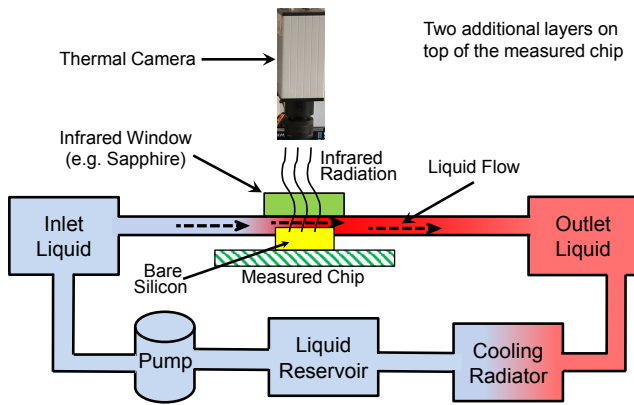 Two additional layers on
top of the measured chip
Thermal Camera
Infrared Window
(e.g. Sapphire)
Infrared
Radiation
Liquid Flow
Inlet
Liquid
Outlet
Liquid
Bare
Silicon
Measured Chip
Pump
Liquid
Reservoir
Cooling
Radiator